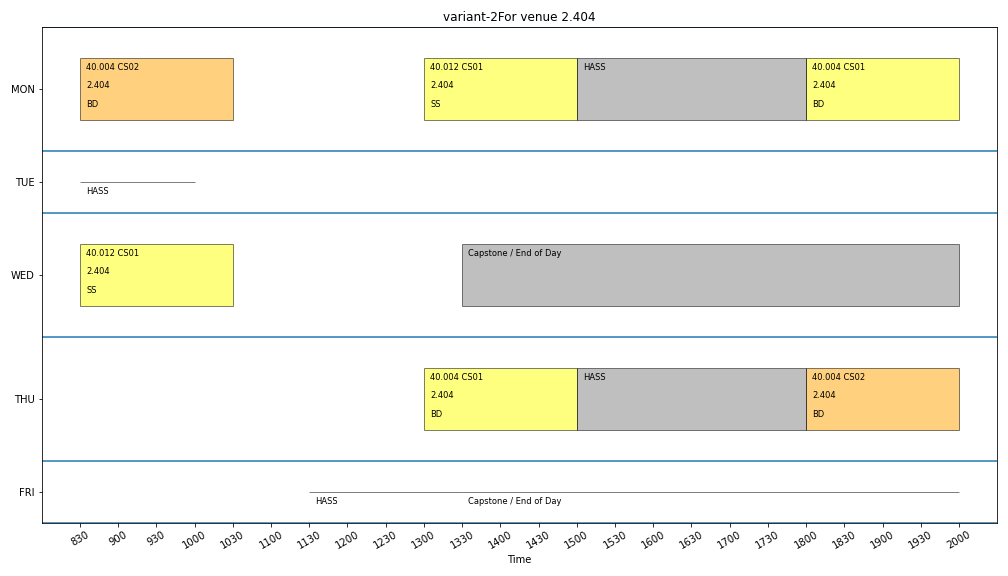 variant-2For venue 2.404
MON
40.004 CS02
2.404
BD
40.012 CS01
2.404
SS
HASS
40.004 CS01
2.404
BD
TUE
HASS
WED
40.012 CS01
2.404
SS
Capstone / End of Day
THU
40.004 CS01
2.404
BD
HASS
40.004 CS02
2.404
BD
FRI
HASS
Capstone / End of Day
830 900 930 1000 1030 1100 1130 1200 1230 1300 1330 1400 1430 1500 1600 1630 1700 1730 1800 1830 1900 1930 2000
Time